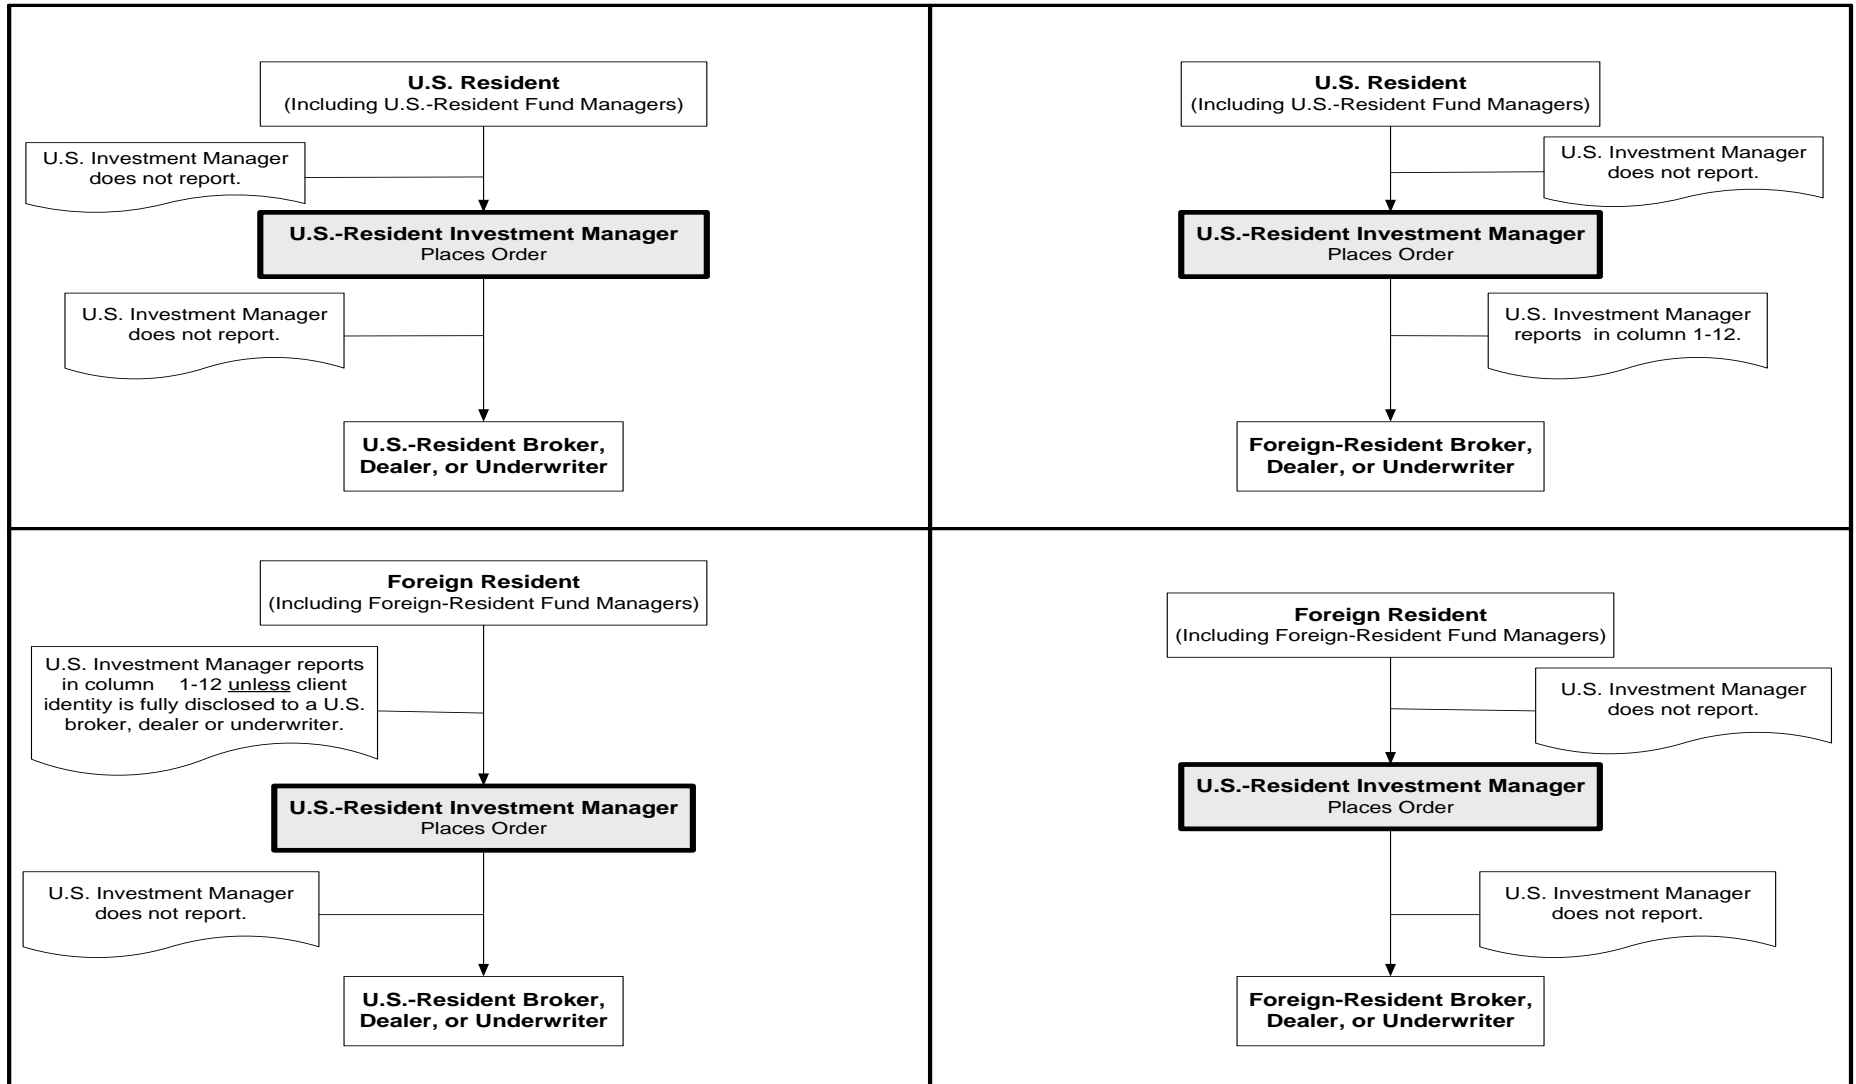 U.S. Resident
(Including U.S.-Resident Fund Managers)
U.S. Investment Manager
does not report.
U.S.-Resident Investment Manager
Places Order
U.S. Investment Manager
does not report.
U.S.-Resident Broker,
Dealer, or Underwriter
U.S. Resident
(Including U.S.-Resident Fund Managers)
U.S. Investment Manager
does not report.
U.S.-Resident Investment Manager
Places Order
U.S. Investment Manager
reports in column 1-12.
Foreign-Resident Broker,
Dealer, or Underwriter
Foreign Resident
(Including Foreign-Resident Fund Managers)
U.S. Investment Manager reports
in column 1-12 unless client
identity is fully disclosed to a U.S.
broker, dealer or underwriter.
U.S.-Resident Investment Manager
Places Order
U.S. Investment Manager
does not report.
U.S.-Resident Broker,
Dealer, or Underwriter
Foreign Resident
(Including Foreign-Resident Fund Managers)
U.S. Investment Manager
does not report.
U.S.-Resident Investment Manager
Places Order
U.S. Investment Manager
does not report.
Foreign-Resident Broker,
Dealer, or Underwriter